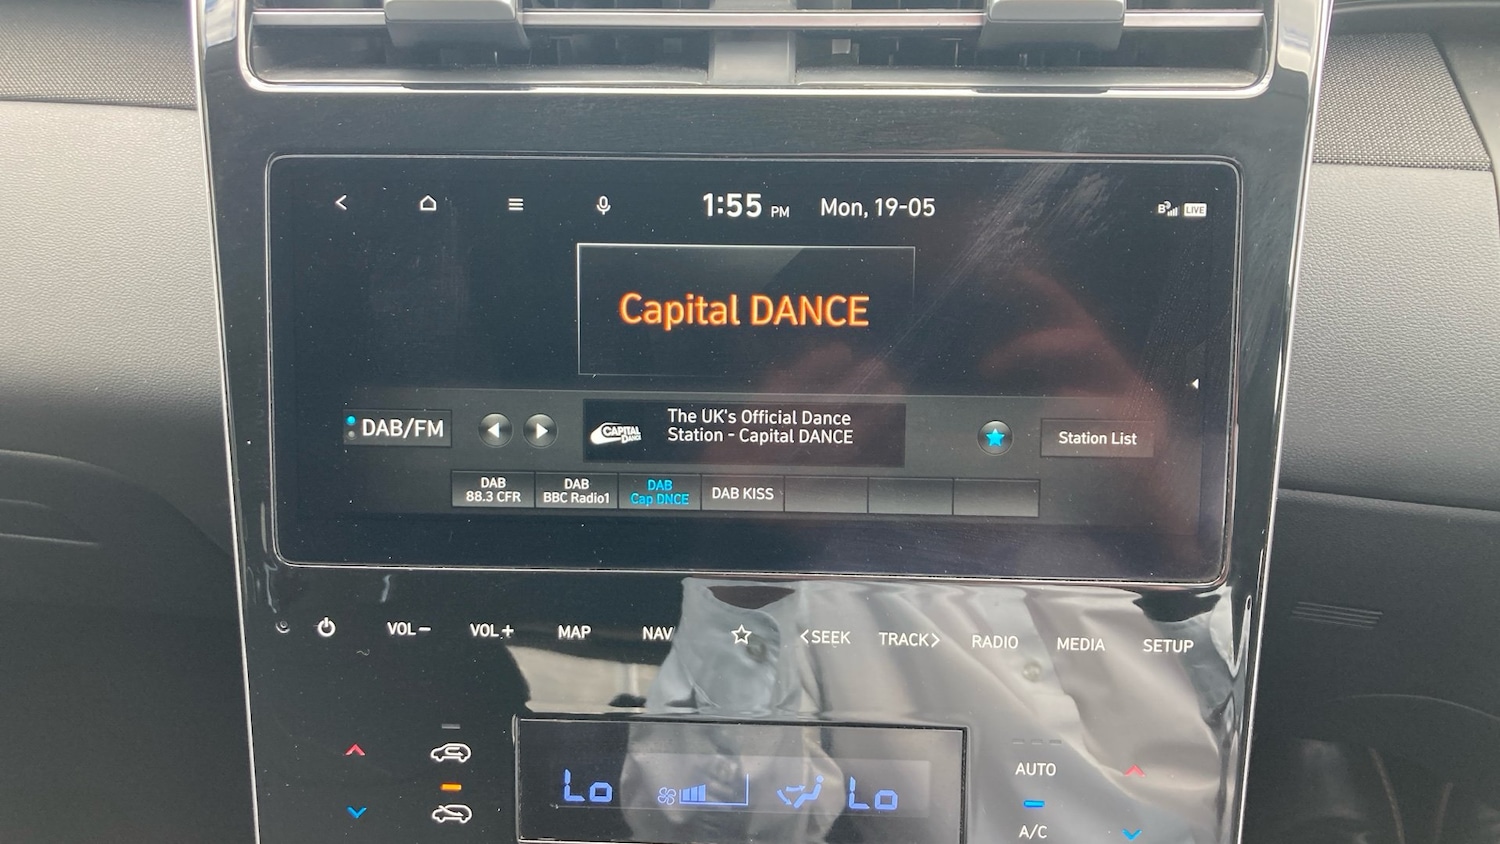 1:55 PM Mon, 19-05
B LIVE
Capital DANCE
DAB/FM
CAPITAL
DANCE
The UK's Official Dance
Station - Capital DANCE
Station List
DAB
88.3 CFR
DAB
BBC Radio1
DAB
Cap DNCE
DAB KISS
VOL− VOL+ MAP NAV <SEEK TRACK> RADIO MEDIA SETUP
Lo Lo
AUTO
A/C